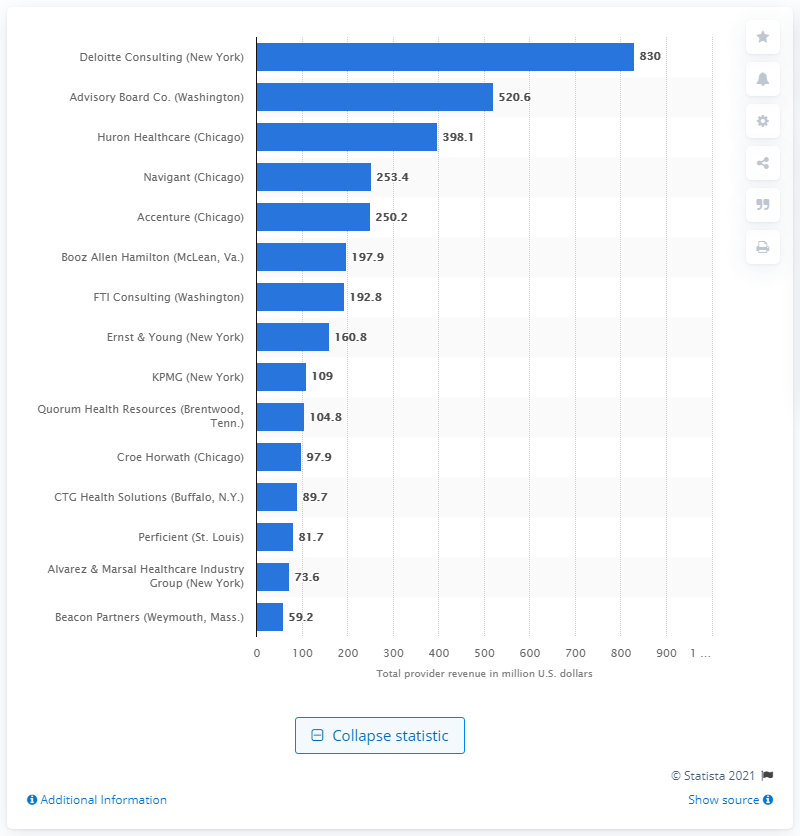 Deloitte Consulting (New York) 830
Advisory Board Co. (Washington) 520.6
Huron Healthcare (Chicago) 398.1
Navigant (Chicago) 253.4
Accenture (Chicago) 250.2
Booz Allen Hamilton (McLean, Va.) 197.9
FTI Consulting (Washington) 192.8
Ernst & Young (New York) 160.8
KPMG (New York) 109
Quorum Health Resources (Brentwood,
Tenn.) 104.8
Croe Horwath (Chicago) 97.9
CTG Health Solutions (Buffalo, N.Y.) 89.7
Perficient (St. Louis) 81.7
Alvarez & Marsal Healthcare Industry
Group (New York) 73.6
Beacon Partners (Weymouth, Mass.) 59.2
0 100 200 300 400 500 600 700 800 900 1 ...
Total provider revenue in million U.S. dollars
Collapse statistic
© Statista 2021
Additional Information
Show source